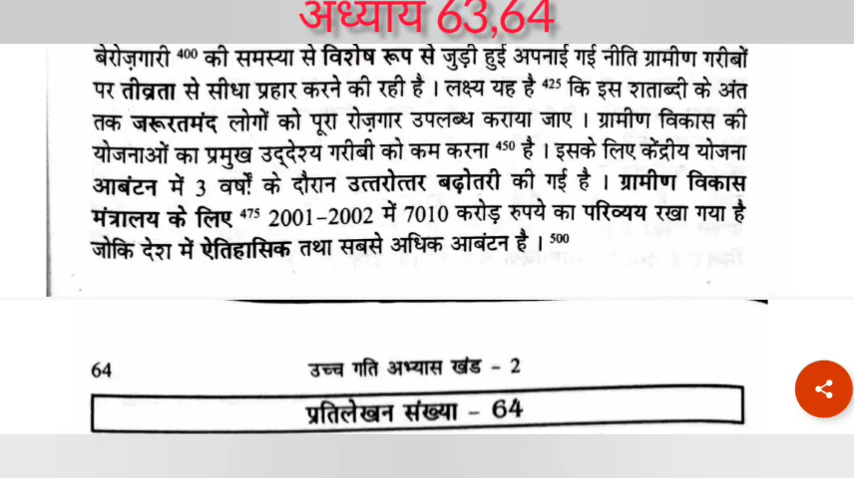 अध्याय 63,64
बेरोज़गारी 400 की समस्या से विशेष रूप से जुड़ी हुई अपनाई गई नीति ग्रामीण गरीबों
पर तीव्रता से सीधा प्रहार करने की रही है । लक्ष्य यह है 425 कि इस शताब्दी के अंत
तक जरूरतमंद लोगों को पूरा रोज़गार उपलब्ध कराया जाए । ग्रामीण विकास की
योजनाओं का प्रमुख उद्देश्य गरीबी को कम करना 450 है । इसके लिए केंद्रीय योजना
आबंटन में 3 वर्षों के दौरान उत्तरोत्तर बढ़ोतरी की गई है । ग्रामीण विकास
मंत्रालय के लिए 475 2001-2002 में 7010 करोड़ रुपये का परिव्यय रखा गया है
जोकि देश में ऐतिहासिक तथा सबसे अधिक आबंटन है । 500
64 उच्च गति अभ्यास खंड - 2
प्रतिलेखन संख्या - 64